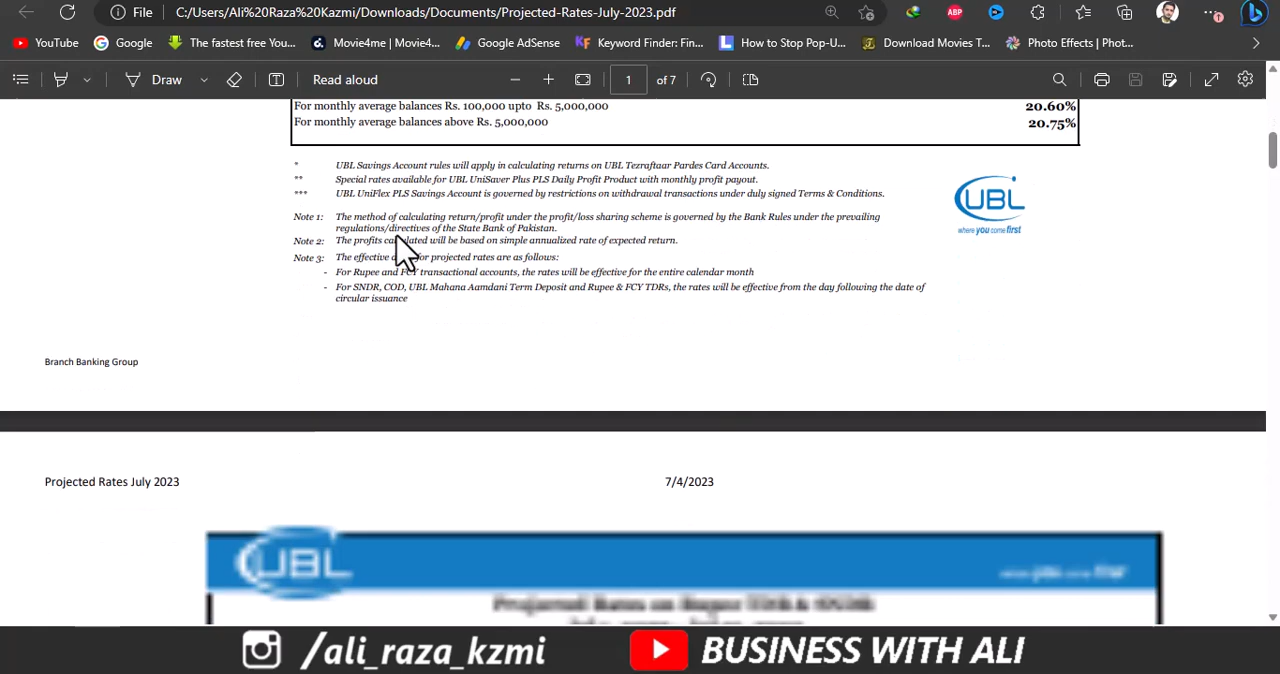 File C:/Users/Ali%20Raza%20Kazmi/Downloads/Documents/Projected-Rates-July-2023.pdf
ABP
1
YouTube Google The fastest free You... Movie4me | Movie4... Google AdSense Keyword Finder: Fin... How to Stop Pop-U... Download Movies T... Photo Effects | Phot...
Draw Read aloud 1 of 7
For monthly average balances Rs. 100,000 upto Rs. 5,000,000 20.60%
For monthly average balances above Rs. 5,000,000 20.75%
* UBL Savings Account rules will apply in calculating returns on UBL Tezraftaar Pardes Card Accounts.
** Special rates available for UBL UniSaver Plus PLS Daily Profit Product with monthly profit payout.
*** UBL UniFlex PLS Savings Account is governed by restrictions on withdrawal transactions under duly signed Terms & Conditions.
UBL
where you come first
Note 1: The method of calculating return/profit under the profit/loss sharing scheme is governed by the Bank Rules under the prevailing
regulations/directives of the State Bank of Pakistan.
Note 2: The profits calculated will be based on simple annualized rate of expected return.
Note 3: The effective for projected rates are as follows:
- For Rupee and FCY transactional accounts, the rates will be effective for the entire calendar month
- For SNDR, COD, UBL Mahana Aamdani Term Deposit and Rupee & FCY TDRs, the rates will be effective from the day following the date of
circular issuance
Branch Banking Group
Projected Rates July 2023 7/4/2023
UBL
Projected Rates on Rupee TDR & SNDR
/ali_raza_kzmi BUSINESS WITH ALI